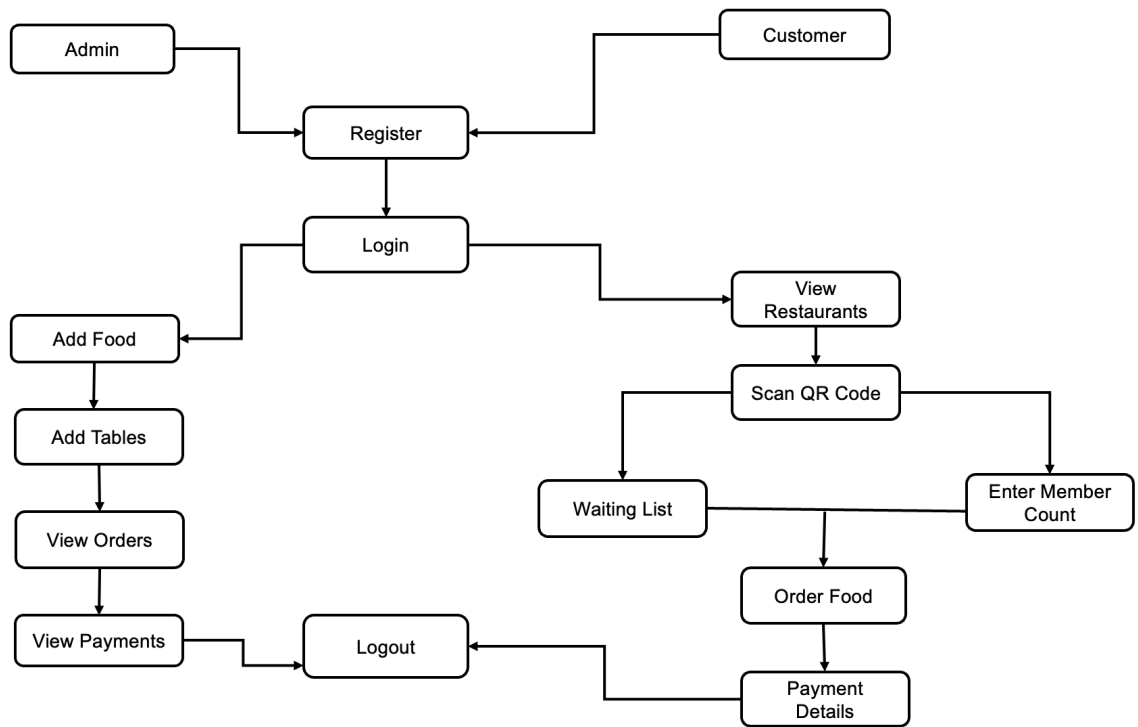 Admin
Customer
Register
Login
View
Restaurants
Add Food
Scan QR Code
Add Tables
Waiting List
Enter Member
Count
View Orders
Order Food
View Payments
Logout
Payment
Details